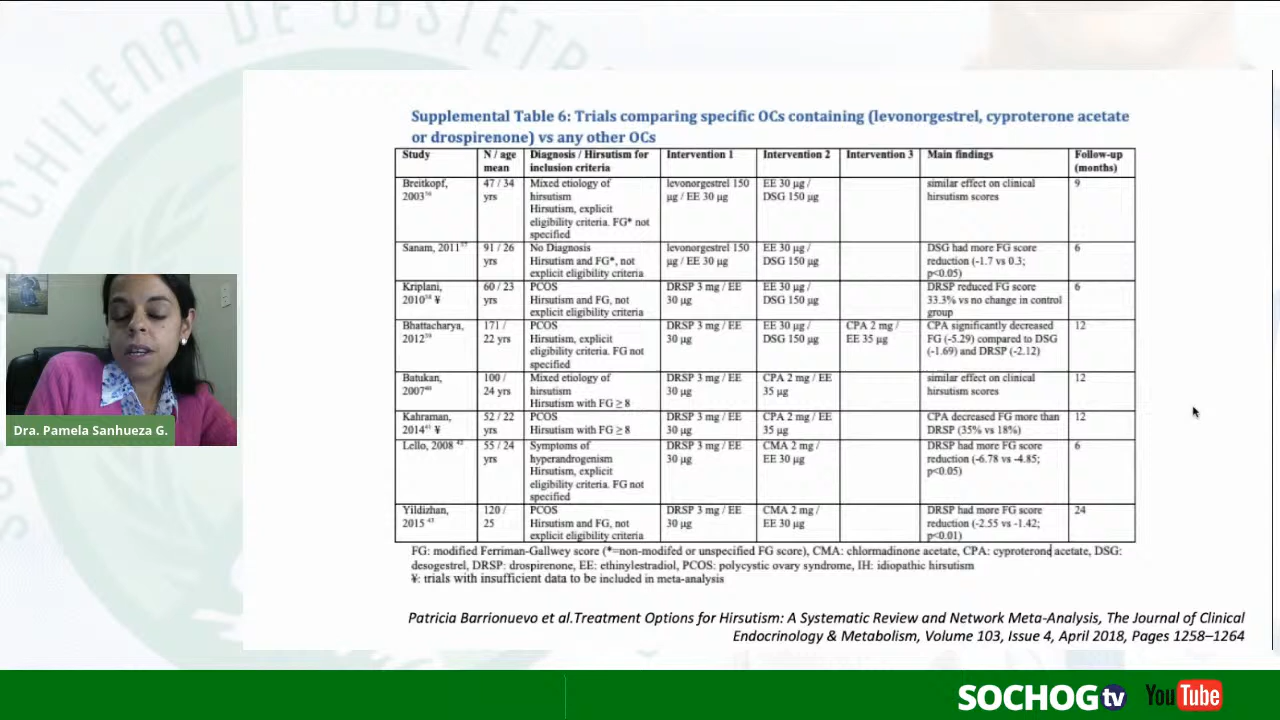 CHILENA DE OBSTETR
Supplemental Table 6: Trials comparing specific OCs containing (levonorgestrel, cyproterone acetate
or drospirenone) vs any other OCs
Study | N / age mean | Diagnosis / Hirsutism for inclusion criteria | Intervention 1 | Intervention 2 | Intervention 3 | Main findings | Follow-up (months)
Breitkopf, 2003³⁶ | 47 / 34 yrs | Mixed etiology of hirsutism Hirsutism, explicit eligibility criteria. FG* not specified | levonorgestrel 150 µg / EE 30 µg | EE 30 µg / DSG 150 µg | | similar effect on clinical hirsutism scores | 9
Sanam, 2011³⁷ | 91 / 26 yrs | No Diagnosis Hirsutism and FG*, not explicit eligibility criteria | levonorgestrel 150 µg / EE 30 µg | EE 30 µg / DSG 150 µg | | DSG had more FG score reduction (-1.7 vs 0.3; p<0.05) | 6
Kriplani, 2010³⁸ ¥ | 60 / 23 yrs | PCOS Hirsutism and FG, not explicit eligibility criteria | DRSP 3 mg / EE 30 µg | EE 30 µg / DSG 150 µg | | DRSP reduced FG score 33.3% vs no change in control group | 6
Bhattacharya, 2012³⁹ | 171 / 22 yrs | PCOS Hirsutism, explicit eligibility criteria. FG not specified | DRSP 3 mg / EE 30 µg | EE 30 µg / DSG 150 µg | CPA 2 mg / EE 35 µg | CPA significantly decreased FG (-5.29) compared to DSG (-1.69) and DRSP (-2.12) | 12
Batukan, 2007⁴⁰ | 100 / 24 yrs | Mixed etiology of hirsutism Hirsutism with FG ≥ 8 | DRSP 3 mg / EE 30 µg | CPA 2 mg / EE 35 µg | | similar effect on clinical hirsutism scores | 12
Kahraman, 2014⁴¹ ¥ | 52 / 22 yrs | PCOS Hirsutism with FG ≥ 8 | DRSP 3 mg / EE 30 µg | CPA 2 mg / EE 35 µg | | CPA decreased FG more than DRSP (35% vs 18%) | 12
Lello, 2008 ⁴² | 55 / 24 yrs | Symptoms of hyperandrogenism Hirsutism, explicit eligibility criteria. FG not specified | DRSP 3 mg / EE 30 µg | CMA 2 mg / EE 30 µg | | DRSP had more FG score reduction (-6.78 vs -4.85; p<0.05) | 6
Yildizhan, 2015 ⁴³ | 120 / 25 | PCOS Hirsutism and FG, not explicit eligibility criteria | DRSP 3 mg / EE 30 µg | CMA 2 mg / EE 30 µg | | DRSP had more FG score reduction (-2.55 vs -1.42; p<0.01) | 24
FG: modified Ferriman-Gallwey score (*=non-modifed or unspecified FG score), CMA: chlormadinone acetate, CPA: cyproterone acetate, DSG:
desogestrel, DRSP: drospirenone, EE: ethinylestradiol, PCOS: polycystic ovary syndrome, IH: idiopathic hirsutism
¥: trials with insufficient data to be included in meta-analysis
Patricia Barrionuevo et al.Treatment Options for Hirsutism: A Systematic Review and Network Meta-Analysis, The Journal of Clinical
Endocrinology & Metabolism, Volume 103, Issue 4, April 2018, Pages 1258–1264
Dra. Pamela Sanhueza G.
SOCHOG tv YouTube